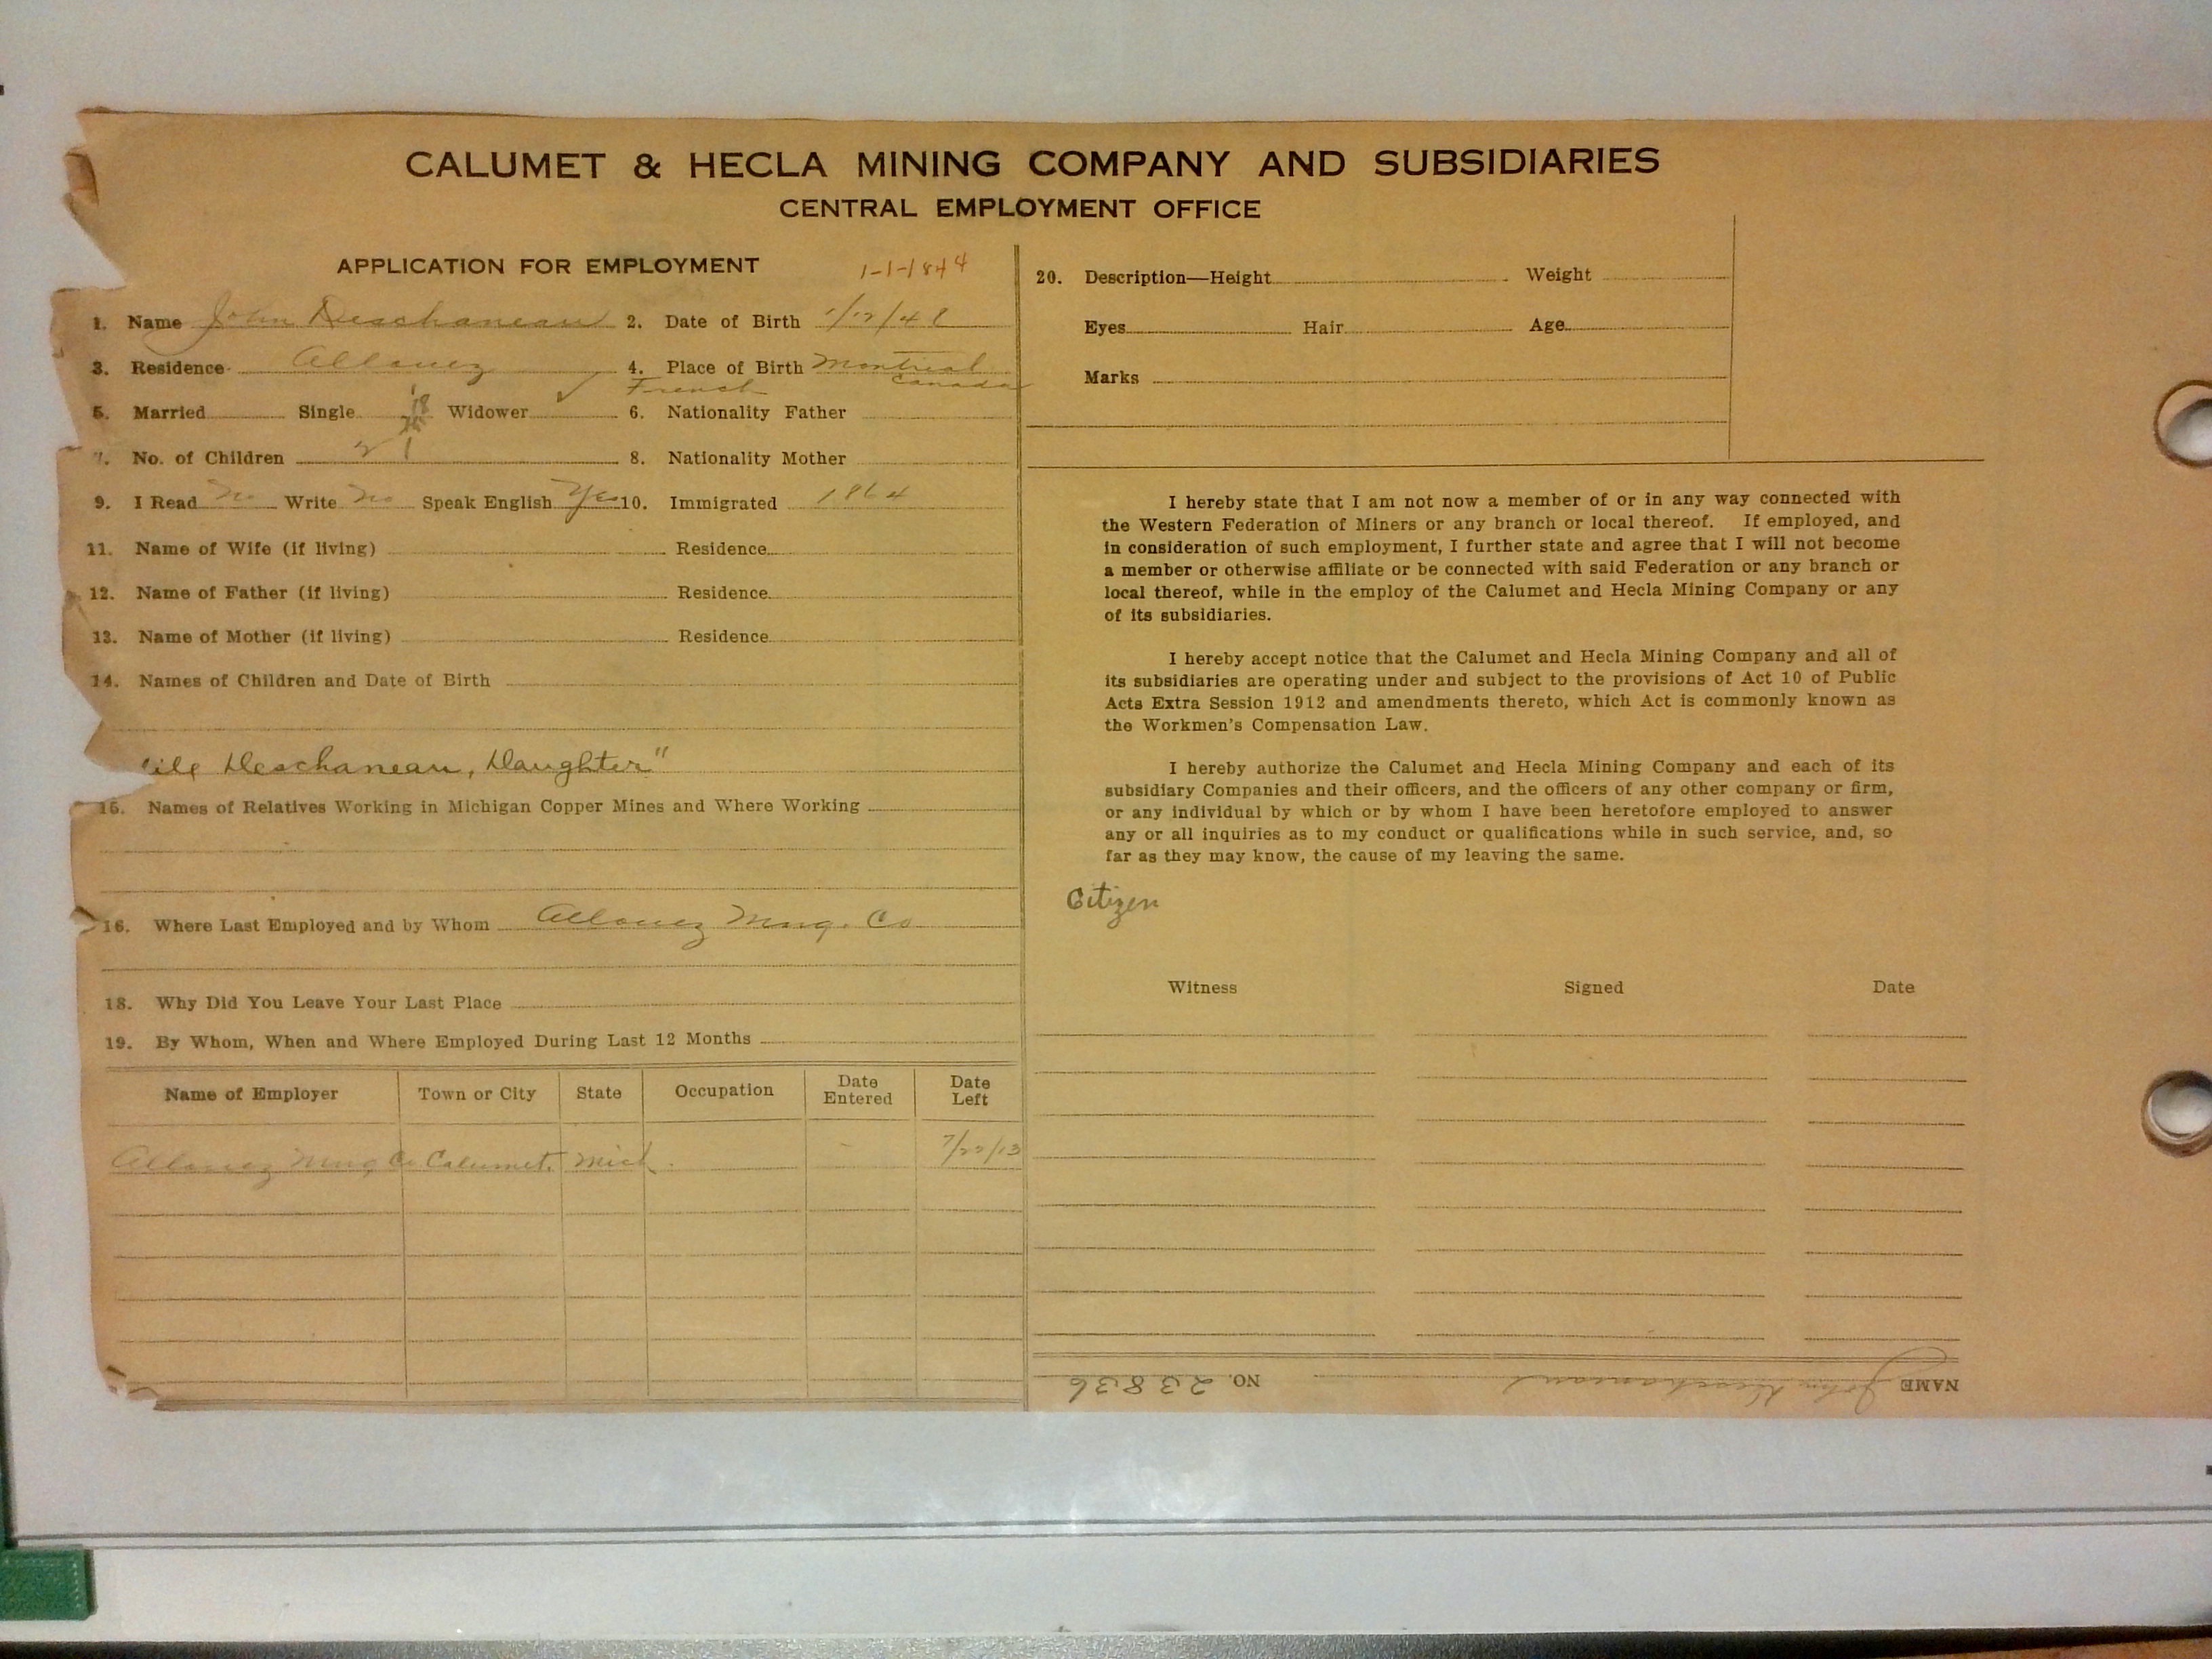 CALUMET & HECLA MINING COMPANY AND SUBSIDIARIES
CENTRAL EMPLOYMENT OFFICE
APPLICATION FOR EMPLOYMENT 1-1-1844
1. Name John Deschaneau 2. Date of Birth 1/12/48
3. Residence Allouez 4. Place of Birth Montreal
French Canada
5. Married Single Widower ✓ 6. Nationality Father
7. No. of Children 8. Nationality Mother
9. I Read No Write No Speak English Yes 10. Immigrated 1864
11. Name of Wife (if living) Residence
12. Name of Father (if living) Residence
13. Name of Mother (if living) Residence
14. Names of Children and Date of Birth
Deschaneau, Daughter"
15. Names of Relatives Working in Michigan Copper Mines and Where Working
16. Where Last Employed and by Whom Allouez Mng. Co
18. Why Did You Leave Your Last Place
19. By Whom, When and Where Employed During Last 12 Months
Name of Employer Town or City State Occupation Date Entered Date Left
Allouez Mng Co Calumet. Mich. - 7/22/13
20. Description—Height Weight
Eyes Hair Age
Marks
I hereby state that I am not now a member of or in any way connected with
the Western Federation of Miners or any branch or local thereof. If employed, and
in consideration of such employment, I further state and agree that I will not become
a member or otherwise affiliate or be connected with said Federation or any branch or
local thereof, while in the employ of the Calumet and Hecla Mining Company or any
of its subsidiaries.
I hereby accept notice that the Calumet and Hecla Mining Company and all of
its subsidiaries are operating under and subject to the provisions of Act 10 of Public
Acts Extra Session 1912 and amendments thereto, which Act is commonly known as
the Workmen's Compensation Law.
I hereby authorize the Calumet and Hecla Mining Company and each of its
subsidiary Companies and their officers, and the officers of any other company or firm,
or any individual by which or by whom I have been heretofore employed to answer
any or all inquiries as to my conduct or qualifications while in such service, and, so
far as they may know, the cause of my leaving the same.
Citizen
Witness Signed Date
NAME John Deschaneau NO. 23836